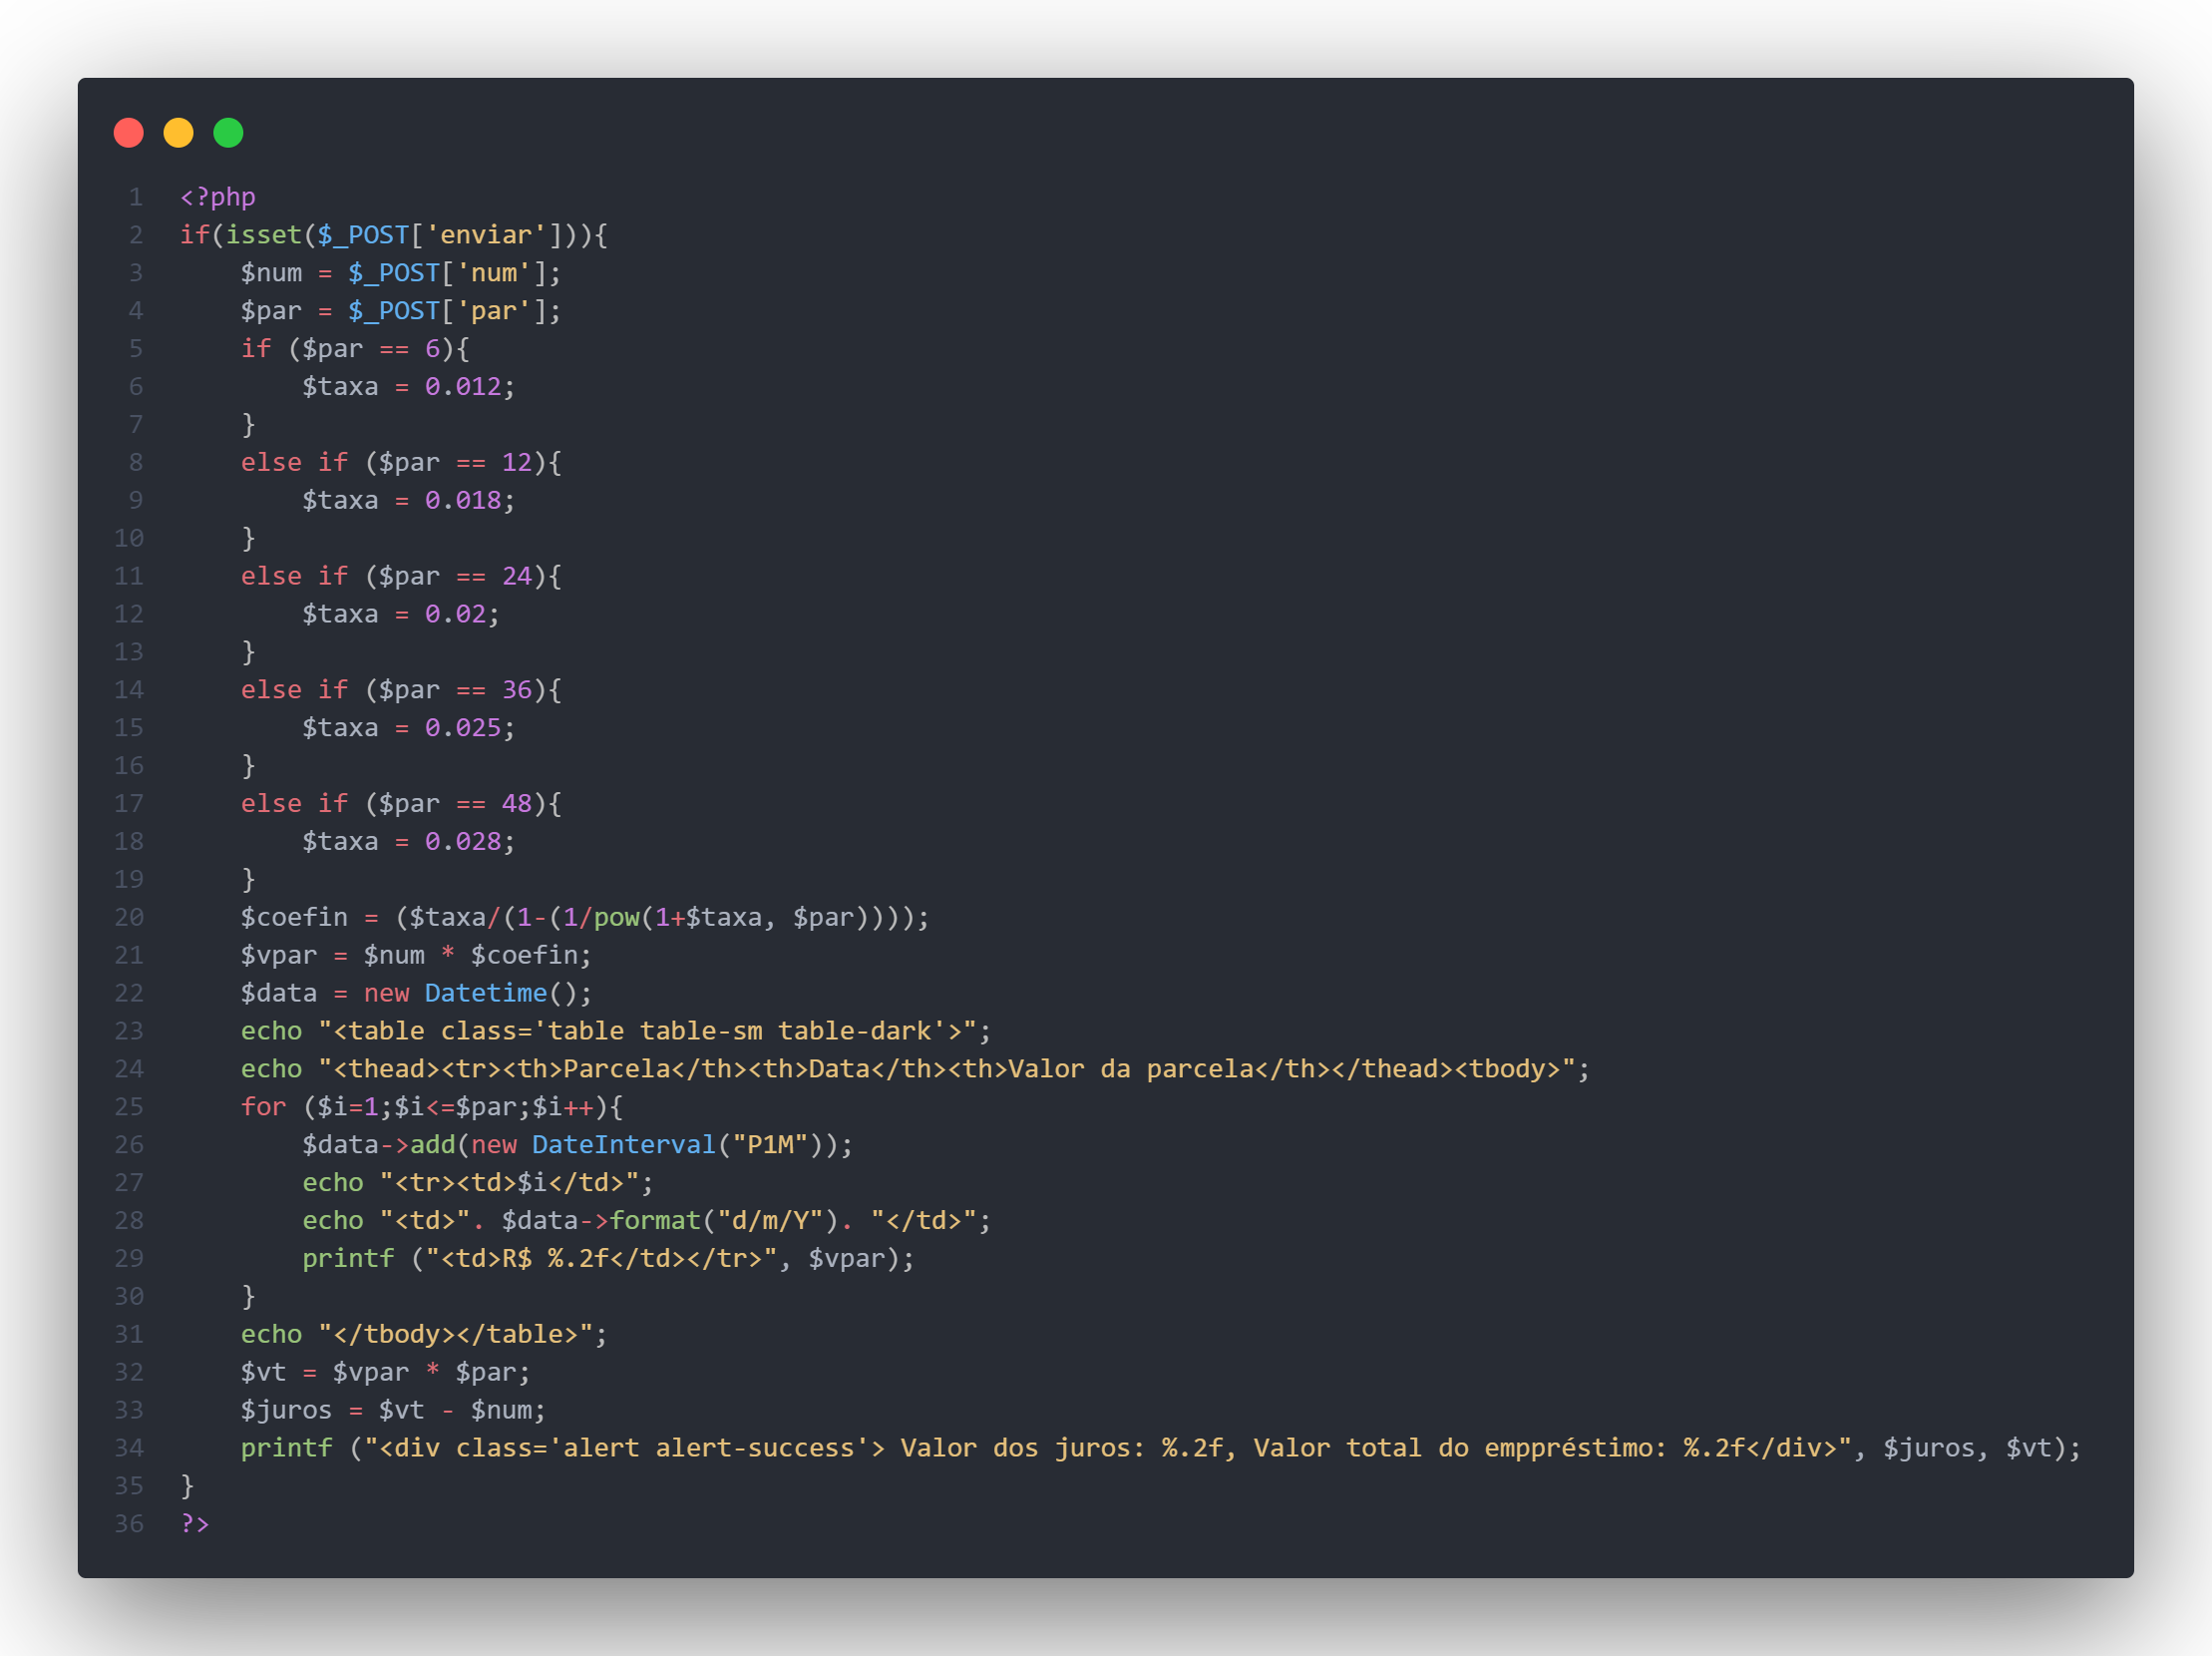 1 <?php
2 if(isset($_POST['enviar'])){
3     $num = $_POST['num'];
4     $par = $_POST['par'];
5     if ($par == 6){
6         $taxa = 0.012;
7     }
8     else if ($par == 12){
9         $taxa = 0.018;
10     }
11     else if ($par == 24){
12         $taxa = 0.02;
13     }
14     else if ($par == 36){
15         $taxa = 0.025;
16     }
17     else if ($par == 48){
18         $taxa = 0.028;
19     }
20     $coefin = ($taxa/(1-(1/pow(1+$taxa, $par))));
21     $vpar = $num * $coefin;
22     $data = new Datetime();
23     echo "<table class='table table-sm table-dark'>";
24     echo "<thead><tr><th>Parcela</th><th>Data</th><th>Valor da parcela</th></thead><tbody>";
25     for ($i=1;$i<=$par;$i++){
26         $data->add(new DateInterval("P1M"));
27         echo "<tr><td>$i</td>";
28         echo "<td>". $data->format("d/m/Y"). "</td>";
29         printf ("<td>R$ %.2f</td></tr>", $vpar);
30     }
31     echo "</tbody></table>";
32     $vt = $vpar * $par;
33     $juros = $vt - $num;
34     printf ("<div class='alert alert-success'> Valor dos juros: %.2f, Valor total do emppréstimo: %.2f</div>", $juros, $vt);
35 }
36 ?>